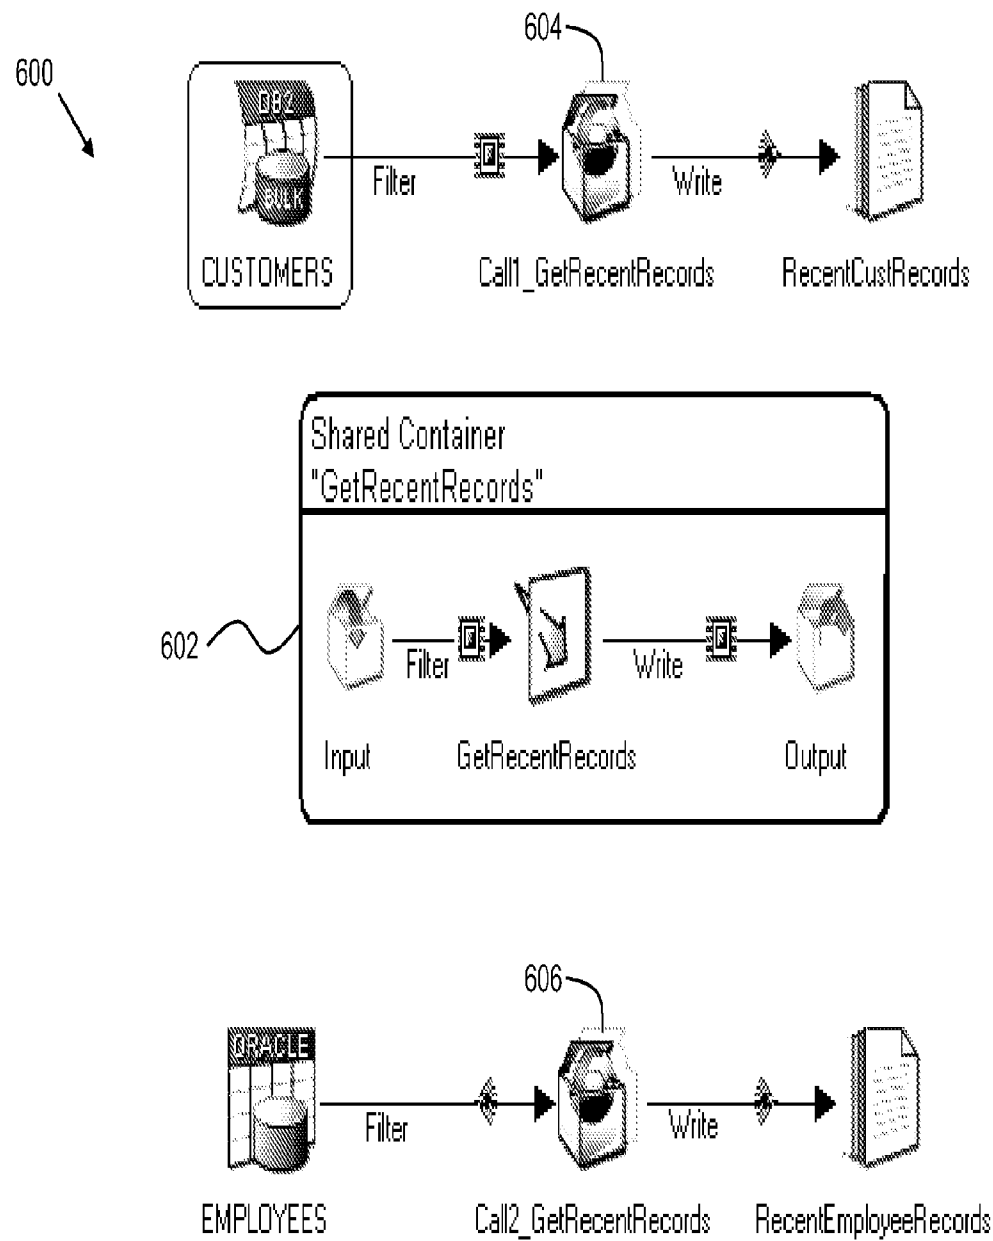 600
604
DB2
BULK
Filter
Write
CUSTOMERS
Call1_GetRecentRecords
RecentCustRecords
Shared Container
"GetRecentRecords"
602
Filter
Write
Input
GetRecentRecords
Output
606
ORACLE
Filter
Write
EMPLOYEES
Call2_GetRecentRecords
RecentEmployeeRecords